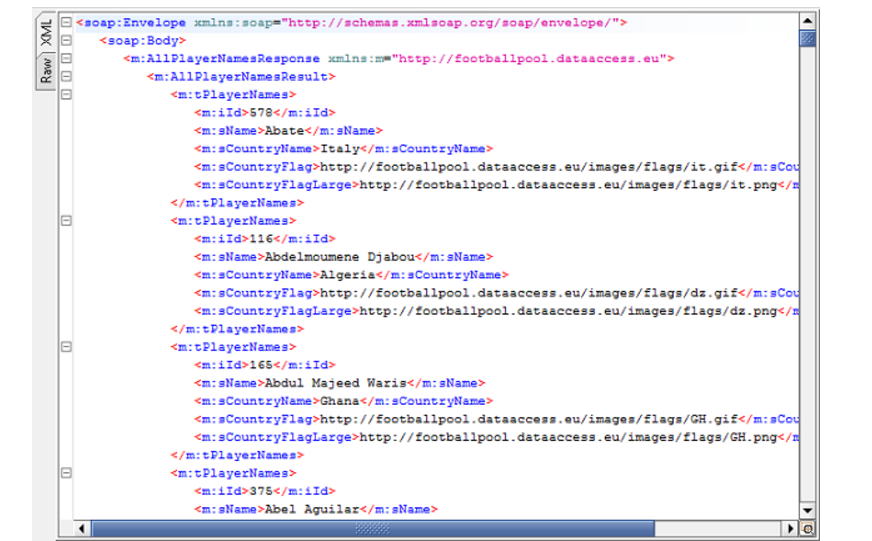 XML
Raw
<soap:Envelope xmlns:soap="http://schemas.xmlsoap.org/soap/envelope/">
<soap:Body>
<m:AllPlayerNamesResponse xmlns:m="http://footballpool.dataaccess.eu">
<m:AllPlayerNamesResult>
<m:tPlayerNames>
<m:iId>578</m:iId>
<m:sName>Abate</m:sName>
<m:sCountryName>Italy</m:sCountryName>
<m:sCountryFlag>http://footballpool.dataaccess.eu/images/flags/it.gif</m:sCou
<m:sCountryFlagLarge>http://footballpool.dataaccess.eu/images/flags/it.png</m
</m:tPlayerNames>
<m:tPlayerNames>
<m:iId>116</m:iId>
<m:sName>Abdelmoumene Djabou</m:sName>
<m:sCountryName>Algeria</m:sCountryName>
<m:sCountryFlag>http://footballpool.dataaccess.eu/images/flags/dz.gif</m:sCou
<m:sCountryFlagLarge>http://footballpool.dataaccess.eu/images/flags/dz.png</m
</m:tPlayerNames>
<m:tPlayerNames>
<m:iId>165</m:iId>
<m:sName>Abdul Majeed Waris</m:sName>
<m:sCountryName>Ghana</m:sCountryName>
<m:sCountryFlag>http://footballpool.dataaccess.eu/images/flags/GH.gif</m:sCou
<m:sCountryFlagLarge>http://footballpool.dataaccess.eu/images/flags/GH.png</m
</m:tPlayerNames>
<m:tPlayerNames>
<m:iId>375</m:iId>
<m:sName>Abel Aguilar</m:sName>